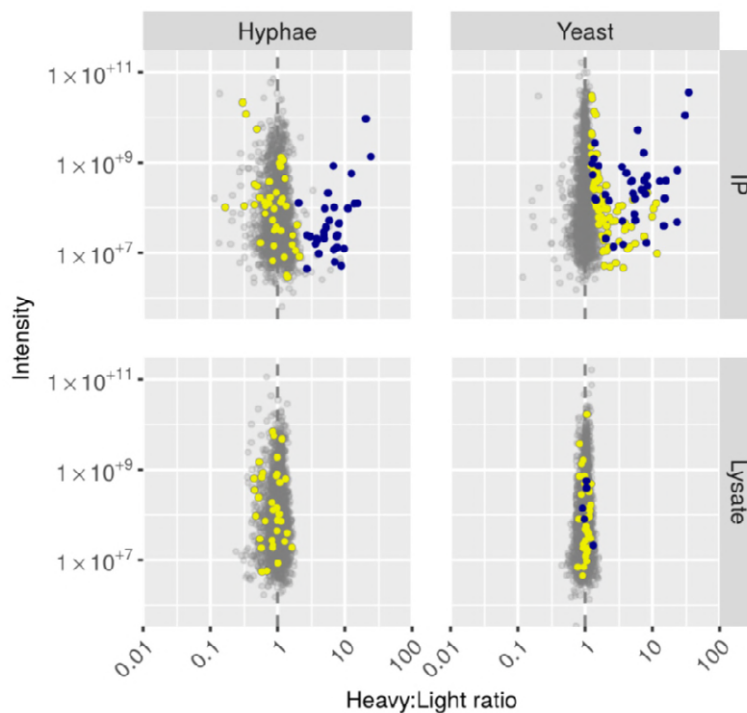 Hyphae Yeast
1×10+11
1×10+9
1×10+7
IP
Intensity
1×10+11
1×10+9
1×10+7
Lysate
0.01 0.1 1 10 100 0.01 0.1 1 10 100
Heavy:Light ratio